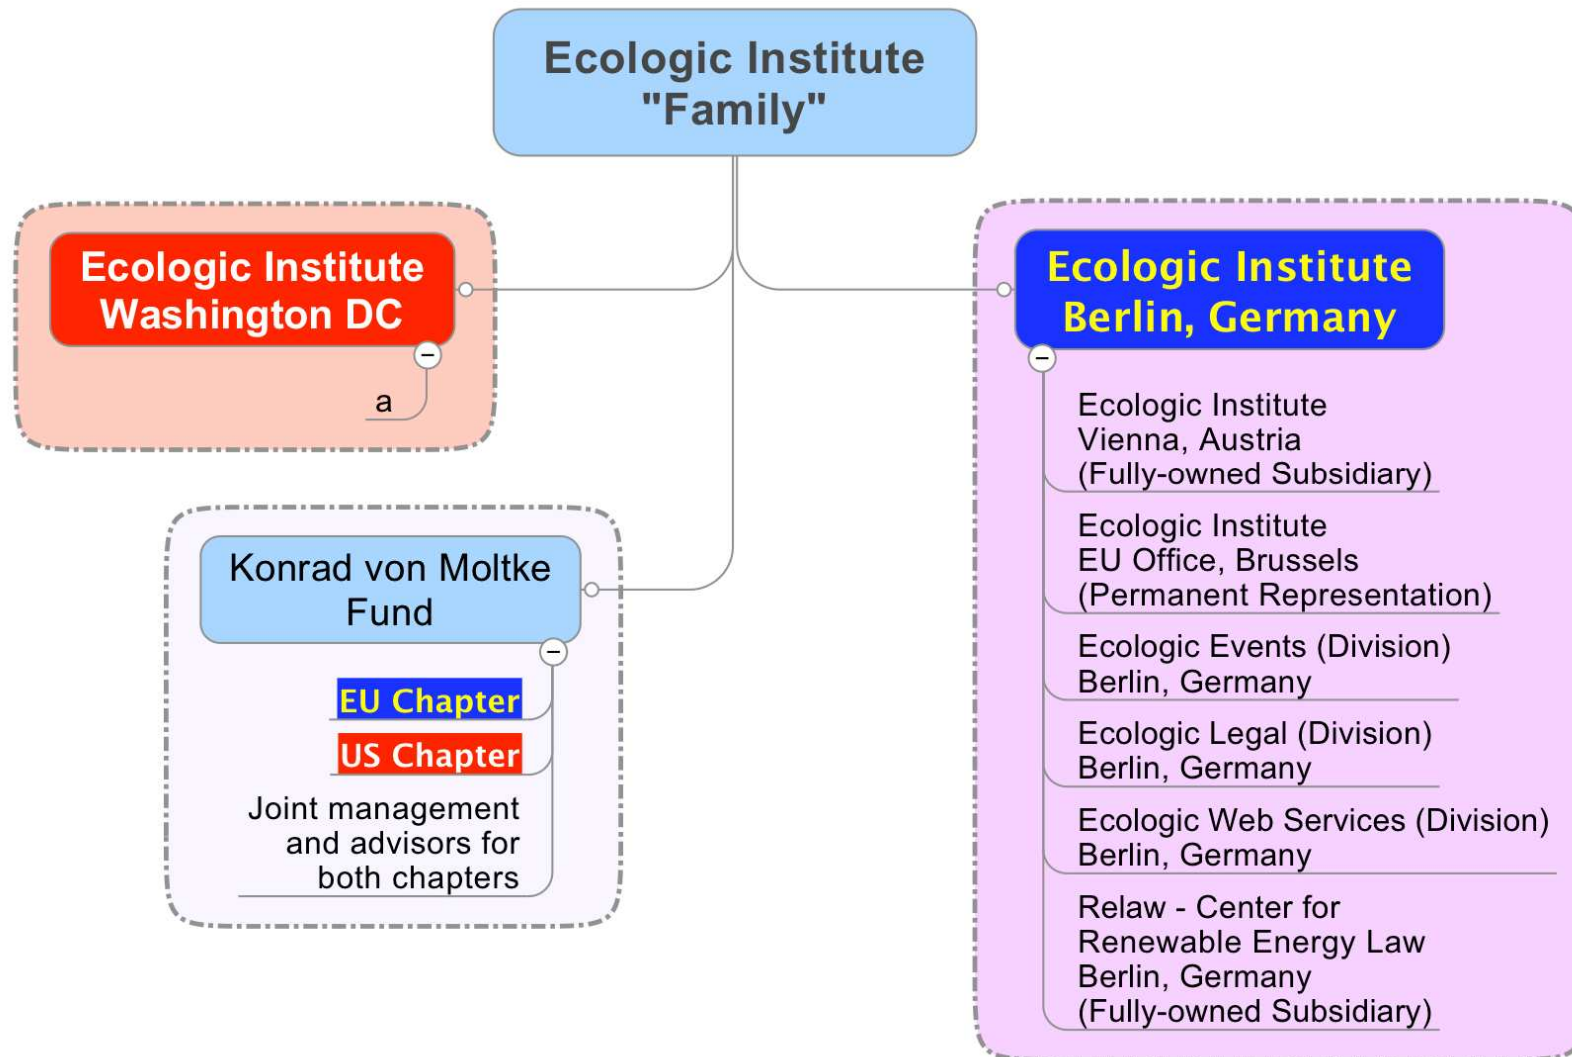 Ecologic Institute
"Family"
Ecologic Institute
Washington DC
a
Konrad von Moltke
Fund
EU Chapter
US Chapter
Joint management
and advisors for
both chapters
Ecologic Institute
Berlin, Germany
Ecologic Institute
Vienna, Austria
(Fully-owned Subsidiary)
Ecologic Institute
EU Office, Brussels
(Permanent Representation)
Ecologic Events (Division)
Berlin, Germany
Ecologic Legal (Division)
Berlin, Germany
Ecologic Web Services (Division)
Berlin, Germany
Relaw - Center for
Renewable Energy Law
Berlin, Germany
(Fully-owned Subsidiary)